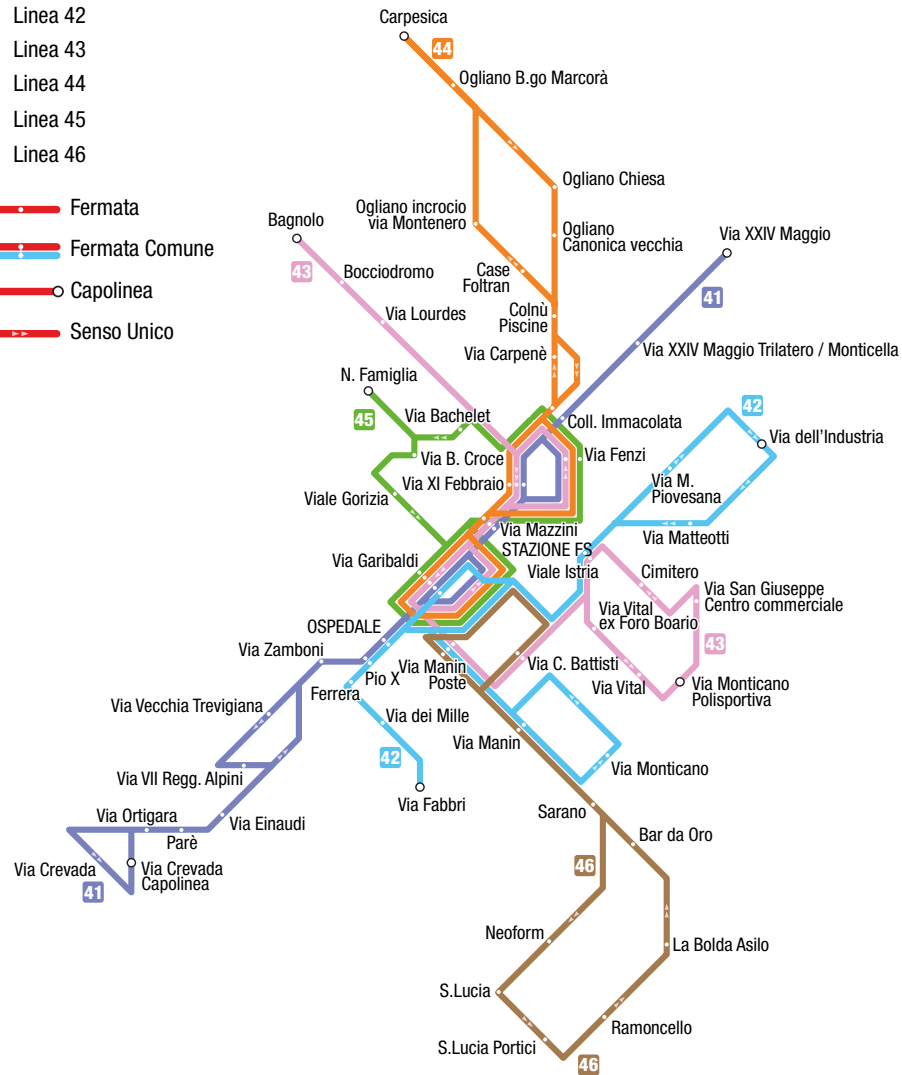 Linea 42
Linea 43
Linea 44
Linea 45
Linea 46
Fermata
Fermata Comune
Capolinea
Senso Unico
Carpesica
44
Ogliano B.go Marcorà
Ogliano Chiesa
Ogliano incrocio
via Montenero
Ogliano
Canonica vecchia
Bagnolo
43
Bocciodromo
Via Lourdes
Case
Foltran
Colnù
Piscine
Via Carpenè
Via XXIV Maggio
41
Via XXIV Maggio Trilatero / Monticella
N. Famiglia
45
Via Bachelet
Coll. Immacolata
42
Via dell'Industria
Via B. Croce
Via Fenzi
Via XI Febbraio
Viale Gorizia
Via M.
Piovesana
Via Mazzini
Via Matteotti
STAZIONE FS
Via Garibaldi
Viale Istria
Cimitero
Via San Giuseppe
Centro commerciale
Via Vital
ex Foro Boario
43
OSPEDALE
Via Zamboni
Pio X
Ferrera
Via Manin
Poste
Via C. Battisti
Via Vital
Via Monticano
Polisportiva
Via Vecchia Trevigiana
Via dei Mille
Via Manin
42
Via Monticano
Via VII Regg. Alpini
Via Fabbri
Via Ortigara
Via Einaudi
Parè
Via Crevada
Via Crevada
Capolinea
41
Sarano
Bar da Oro
46
Neoform
La Bolda Asilo
S.Lucia
Ramoncello
S.Lucia Portici
46